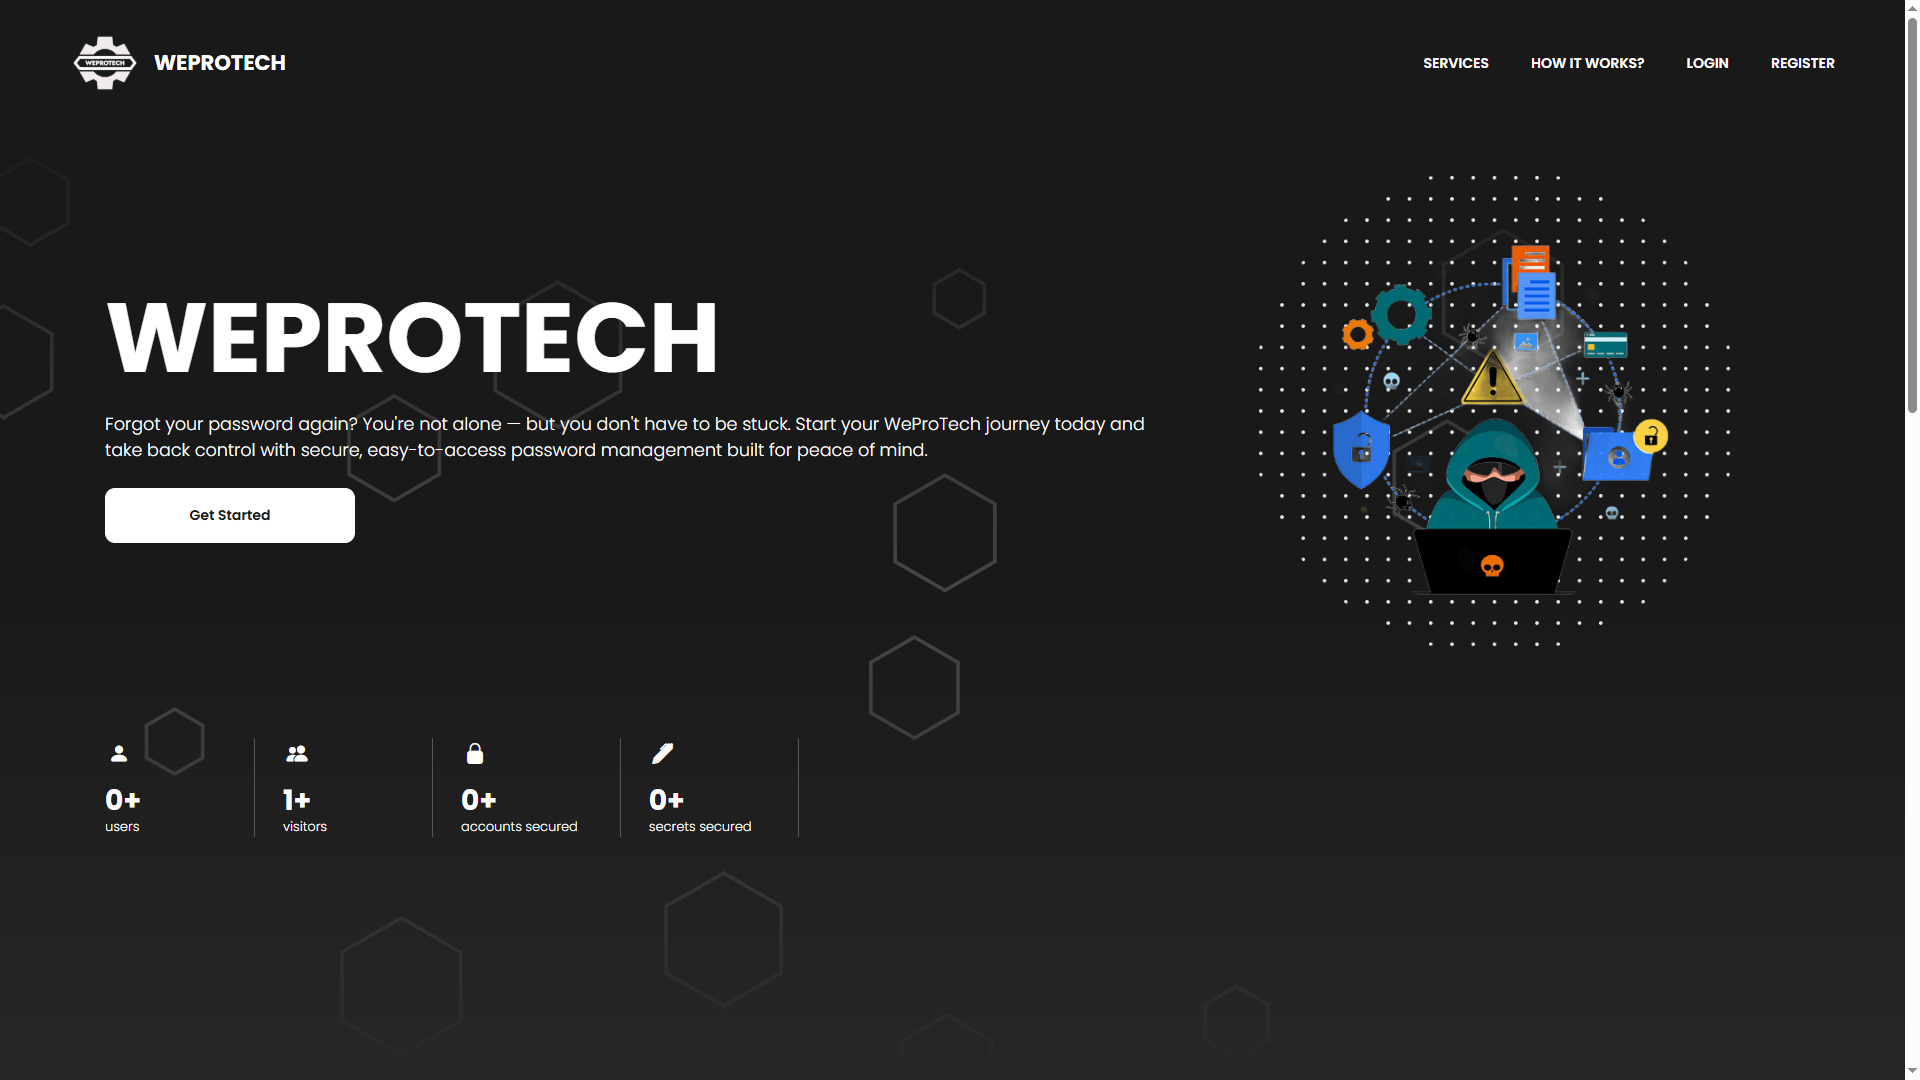 WEPROTECH
WEPROTECH
SERVICES
HOW IT WORKS?
LOGIN
REGISTER
WEPROTECH
Forgot your password again? You're not alone — but you don't have to be stuck. Start your WeProTech journey today and
take back control with secure, easy-to-access password management built for peace of mind.
Get Started
0+
users
1+
visitors
0+
accounts secured
0+
secrets secured